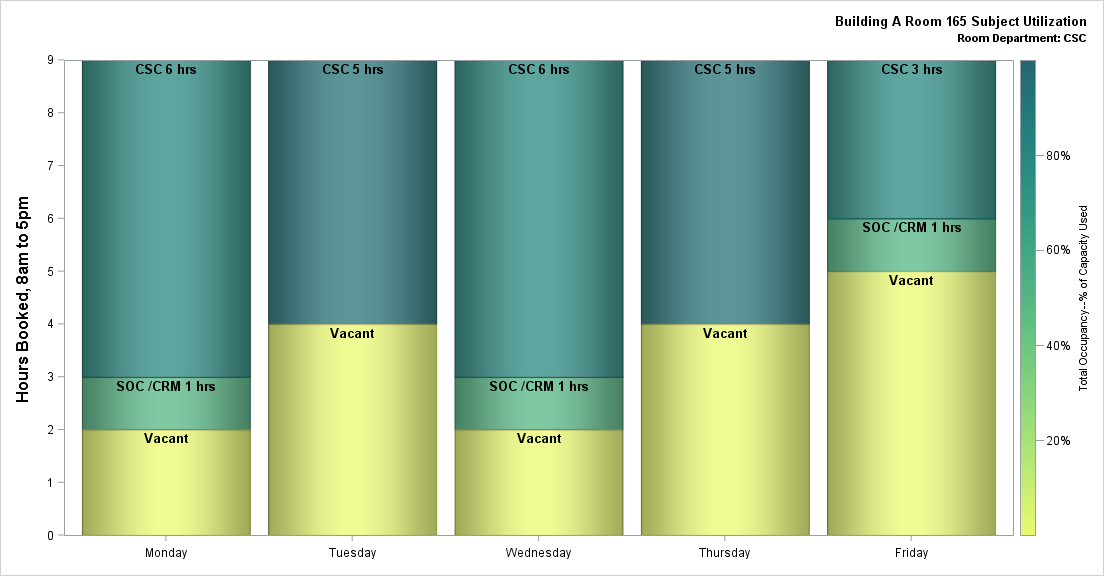 Building A Room 165 Subject Utilization
Room Department: CSC
Hours Booked, 8am to 5pm
9
8
7
6
5
4
3
2
1
0
CSC 6 hrs
SOC /CRM 1 hrs
Vacant
CSC 5 hrs
Vacant
CSC 6 hrs
SOC /CRM 1 hrs
Vacant
CSC 5 hrs
Vacant
CSC 3 hrs
SOC /CRM 1 hrs
Vacant
Monday
Tuesday
Wednesday
Thursday
Friday
80%
60%
40%
20%
Total Occupancy--% of Capacity Used